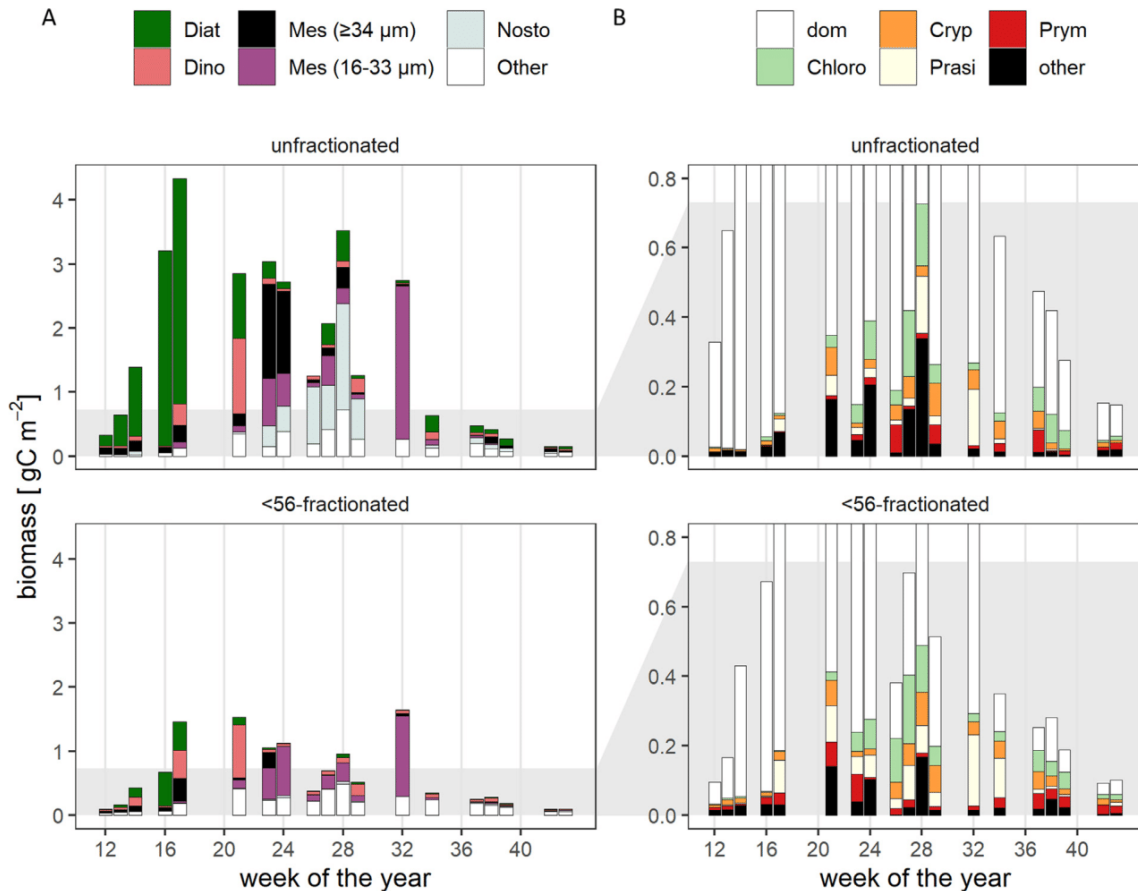 A
Diat
Mes (≥34 μm)
Nosto
Dino
Mes (16-33 μm)
Other
B
dom
Cryp
Prym
Chloro
Prasi
other
unfractionated
unfractionated
4
3
2
1
0
0.8
0.6
0.4
0.2
0.0
<56-fractionated
<56-fractionated
4
3
2
1
0
0.8
0.6
0.4
0.2
0.0
biomass [ gC m⁻²]
12 16 20 24 28 32 36 40
12 16 20 24 28 32 36 40
week of the year
week of the year